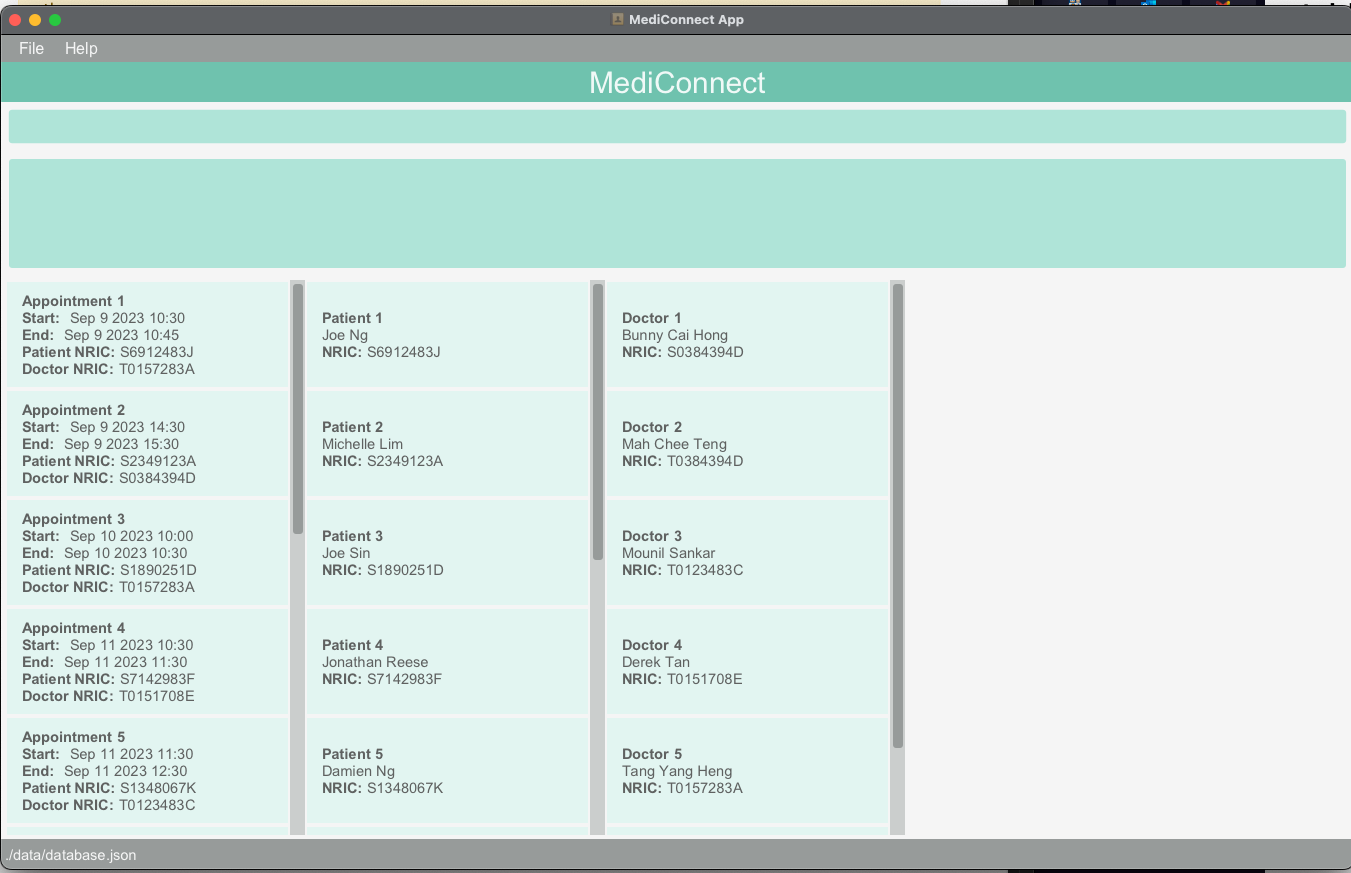 MediConnect App
File Help
MediConnect
Appointment 1
Start: Sep 9 2023 10:30
End: Sep 9 2023 10:45
Patient NRIC: S6912483J
Doctor NRIC: T0157283A
Appointment 2
Start: Sep 9 2023 14:30
End: Sep 9 2023 15:30
Patient NRIC: S2349123A
Doctor NRIC: S0384394D
Appointment 3
Start: Sep 10 2023 10:00
End: Sep 10 2023 10:30
Patient NRIC: S1890251D
Doctor NRIC: T0157283A
Appointment 4
Start: Sep 11 2023 10:30
End: Sep 11 2023 11:30
Patient NRIC: S7142983F
Doctor NRIC: T0151708E
Appointment 5
Start: Sep 11 2023 11:30
End: Sep 11 2023 12:30
Patient NRIC: S1348067K
Doctor NRIC: T0123483C
Patient 1
Joe Ng
NRIC: S6912483J
Patient 2
Michelle Lim
NRIC: S2349123A
Patient 3
Joe Sin
NRIC: S1890251D
Patient 4
Jonathan Reese
NRIC: S7142983F
Patient 5
Damien Ng
NRIC: S1348067K
Doctor 1
Bunny Cai Hong
NRIC: S0384394D
Doctor 2
Mah Chee Teng
NRIC: T0384394D
Doctor 3
Mounil Sankar
NRIC: T0123483C
Doctor 4
Derek Tan
NRIC: T0151708E
Doctor 5
Tang Yang Heng
NRIC: T0157283A
./data/database.json